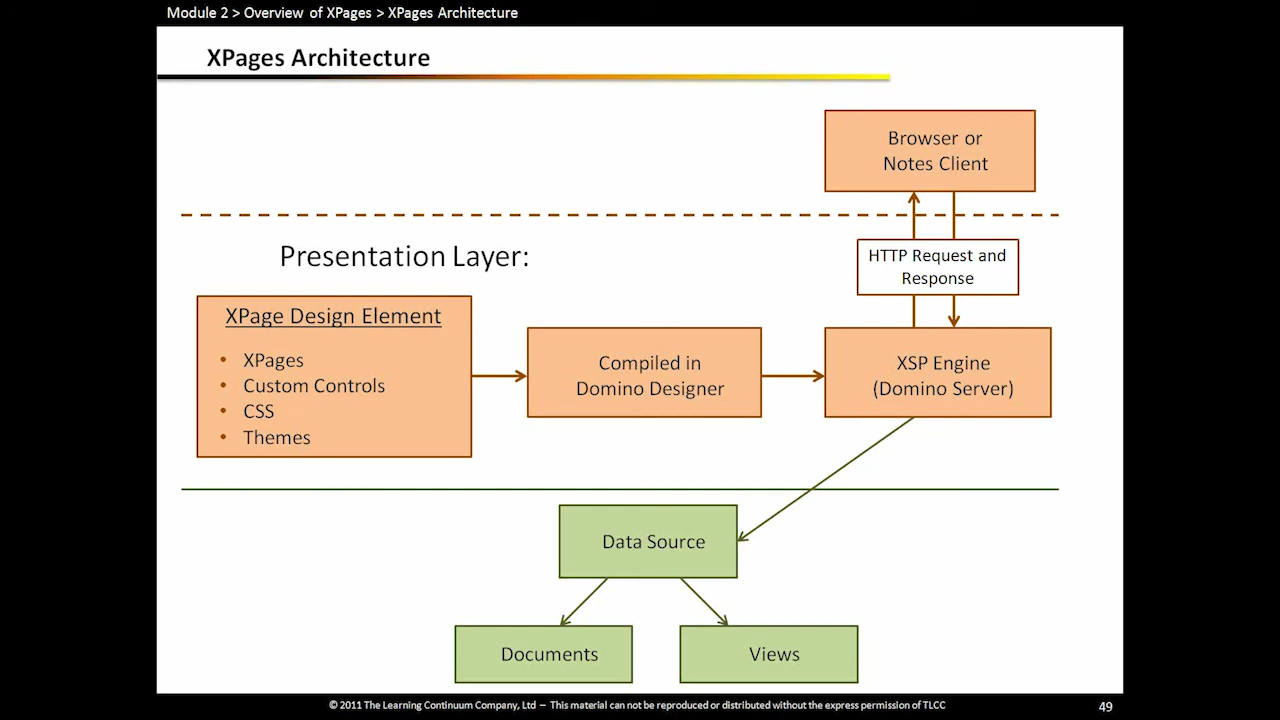 Module 2 > Overview of XPages > XPages Architecture
XPages Architecture
Browser or
Notes Client
HTTP Request and
Response
Presentation Layer:
XPage Design Element
• XPages
• Custom Controls
• CSS
• Themes
Compiled in
Domino Designer
XSP Engine
(Domino Server)
Data Source
Documents
Views
© 2011 The Learning Continuum Company, Ltd – This material can not be reproduced or distributed without the express permission of TLCC
49